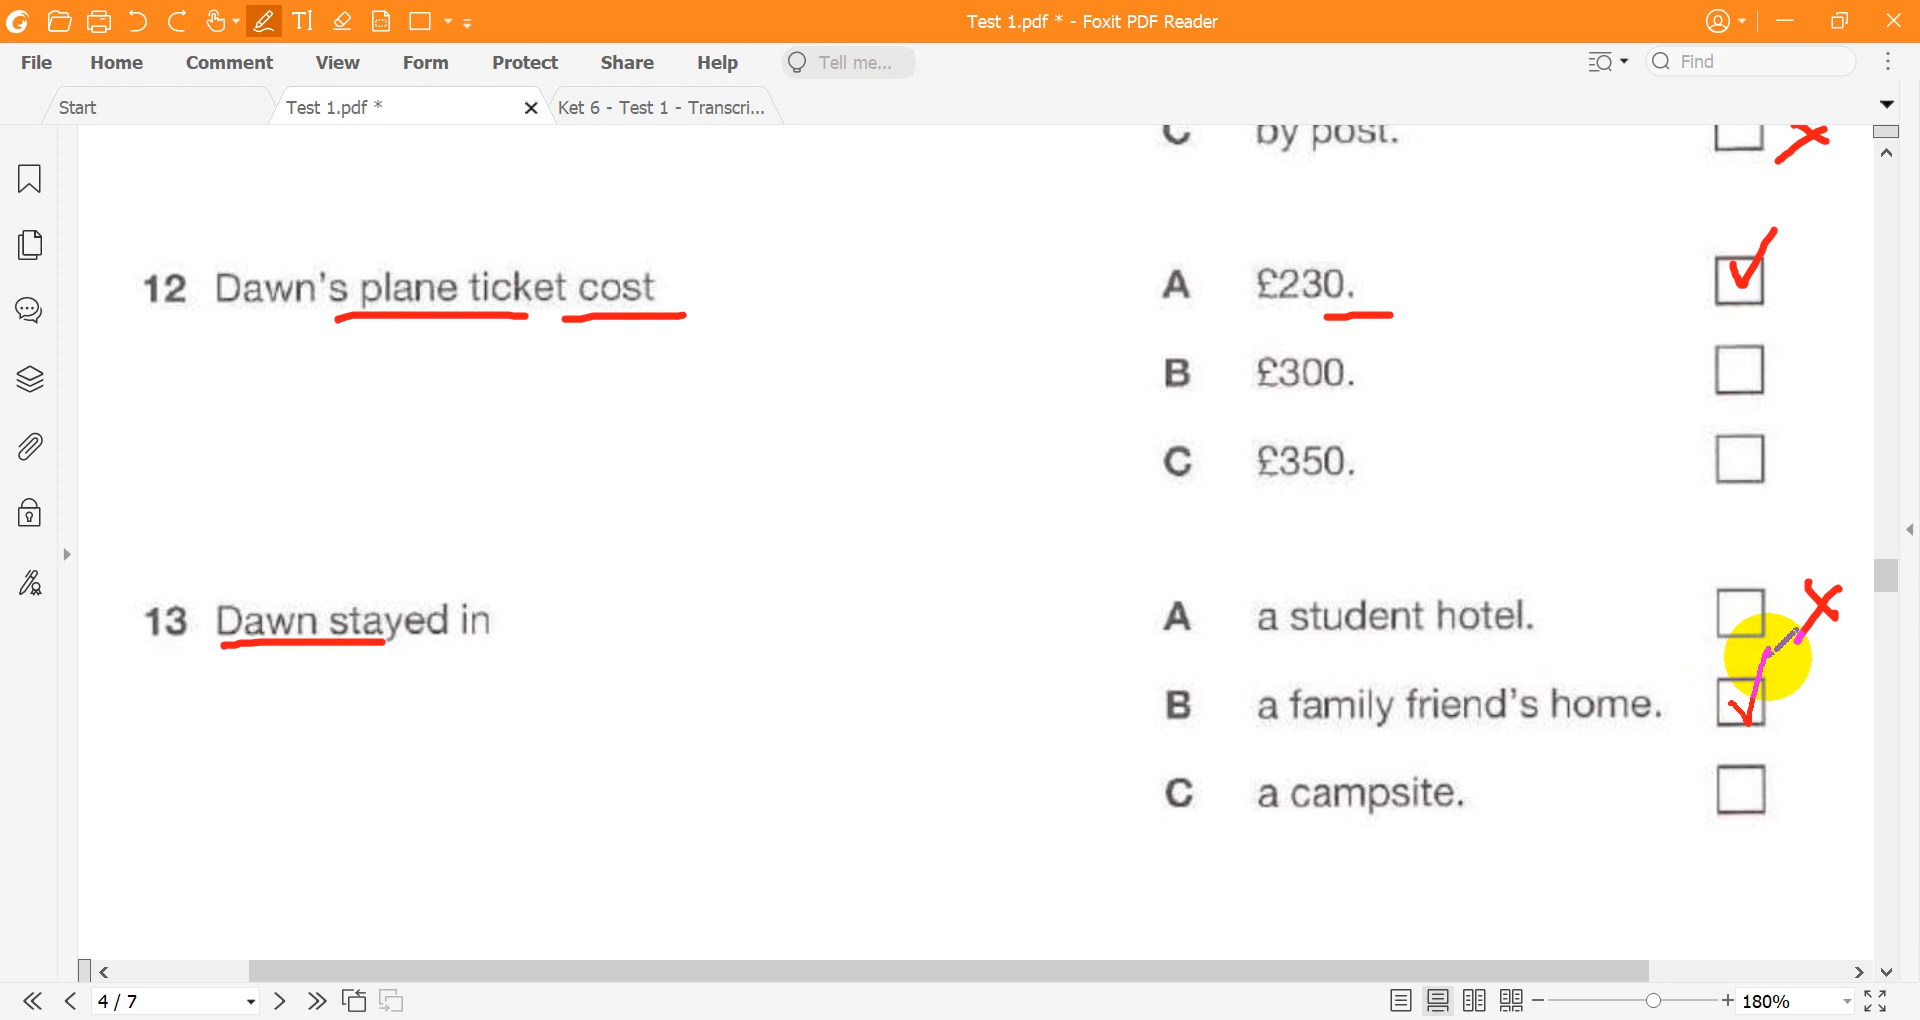 Test 1.pdf * - Foxit PDF Reader
File Home Comment View Form Protect Share Help Tell me... Find
Start Test 1.pdf * Ket 6 - Test 1 - Transcri...
C by post.
12 Dawn's plane ticket cost A £230.
B £300.
C £350.
13 Dawn stayed in A a student hotel.
B a family friend's home.
C a campsite.
4 / 7 180%